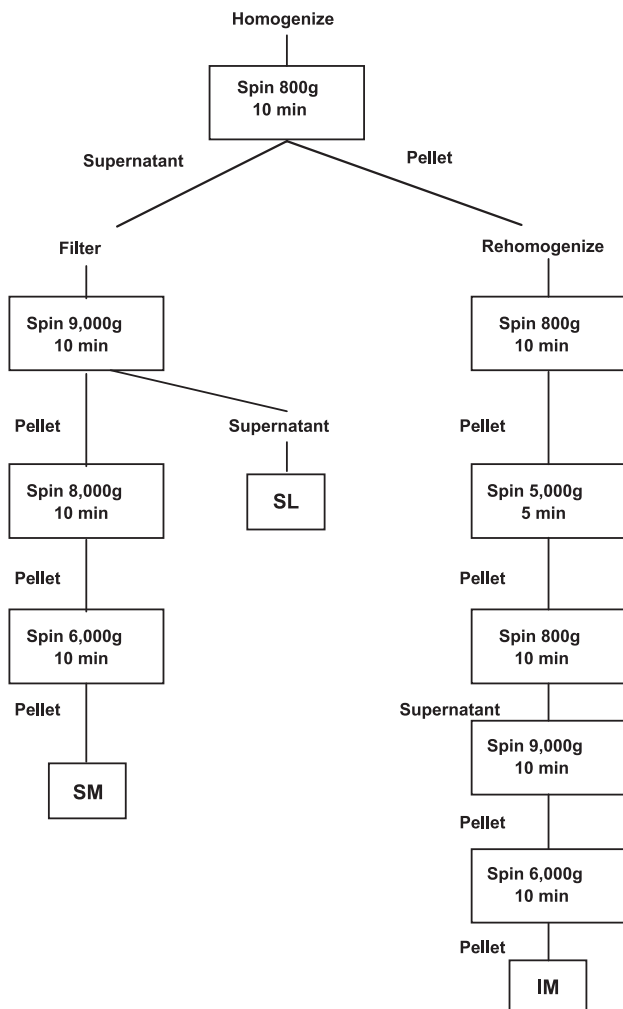 Homogenize
Spin 800g
10 min
Supernatant
Pellet
Filter
Rehomogenize
Spin 9,000g
10 min
Spin 800g
10 min
Pellet
Supernatant
Pellet
Spin 8,000g
10 min
SL
Spin 5,000g
5 min
Pellet
Pellet
Spin 6,000g
10 min
Spin 800g
10 min
Pellet
Supernatant
Spin 9,000g
10 min
SM
Pellet
Spin 6,000g
10 min
Pellet
IM